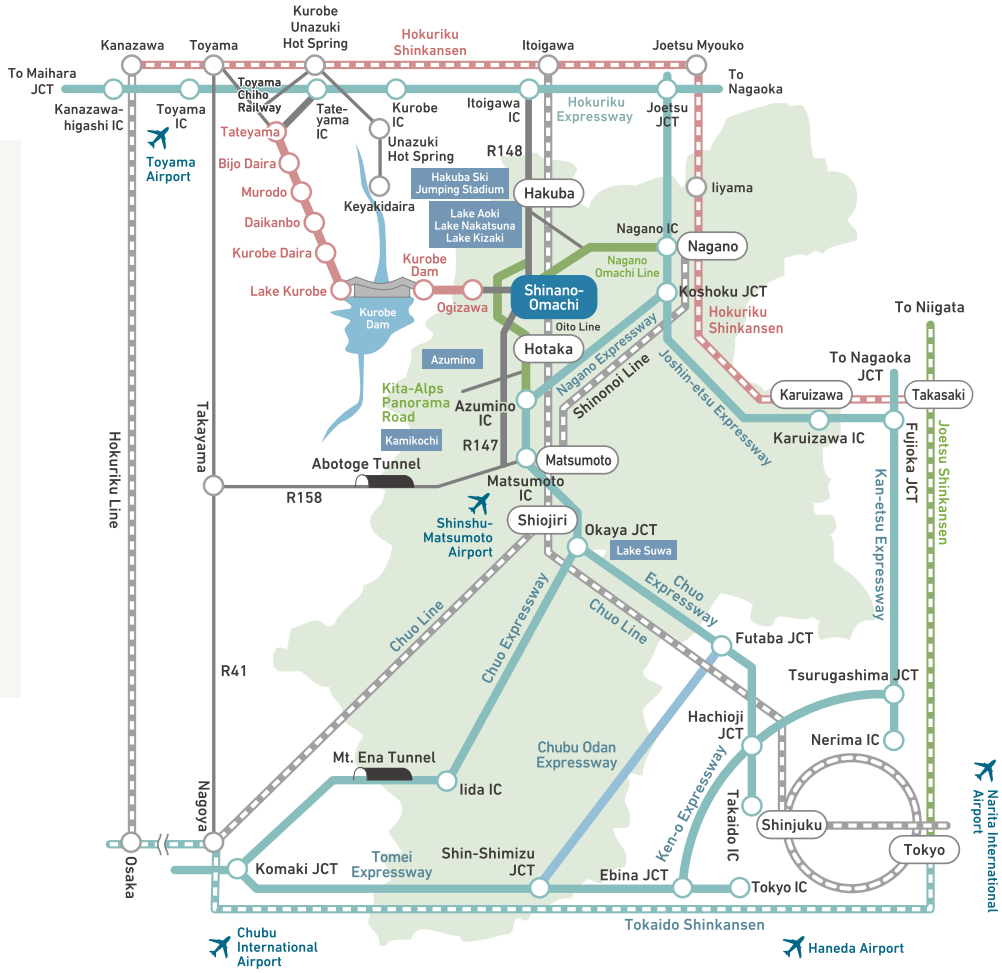 Kurobe
Unazuki
Hot Spring
Kanazawa
Toyama
Hokuriku
Shinkansen
Itoigawa
Joetsu Myouko
To Maihara
JCT
To
Nagaoka
Toyama
Chiho
Railway
Kanazawa-
higashi IC
Toyama
IC
Tate-
yama
IC
Kurobe
IC
Itoigawa
IC
Hokuriku
Expressway
Joetsu
JCT
Toyama
Airport
Tateyama
Unazuki
Hot Spring
R148
Bijo Daira
Hakuba Ski
Jumping Stadium
Hakuba
Iiyama
Murodo
Keyakidaira
Lake Aoki
Lake Nakatsuna
Lake Kizaki
Daikanbo
Nagano IC
Nagano
Kurobe Daira
Kurobe
Dam
Nagano
Omachi Line
Lake Kurobe
Ogizawa
Shinano-
Omachi
Koshoku JCT
Kurobe
Dam
Oito Line
Hokuriku
Shinkansen
To Niigata
Hotaka
Azumino
Nagano Expressway
Shinonoi Line
Joshin-etsu Expressway
To Nagaoka
JCT
Kita-Alps
Panorama
Road
Azumino
IC
Karuizawa
Takasaki
Karuizawa IC
Fujioka JCT
Joetsu Shinkansen
Takayama
Hokuriku Line
Kamikochi
R147
Abotoge Tunnel
Matsumoto
R158
Matsumoto
IC
Kan-etsu Expressway
Shinshu-
Matsumoto
Airport
Shiojiri
Okaya JCT
Lake Suwa
Chuo Line
Chuo Expressway
Chuo
Expressway
Chuo Line
Futaba JCT
R41
Tsurugashima JCT
Hachioji
JCT
Nerima IC
Chubu Odan
Expressway
Mt. Ena Tunnel
Iida IC
Nagoya
Ken-o Expressway
Takaido IC
Shinjuku
Narita International
Airport
Osaka
Tokyo
Komaki JCT
Tomei
Expressway
Shin-Shimizu
JCT
Ebina JCT
Tokyo IC
Tokaido Shinkansen
Chubu
International
Airport
Haneda Airport